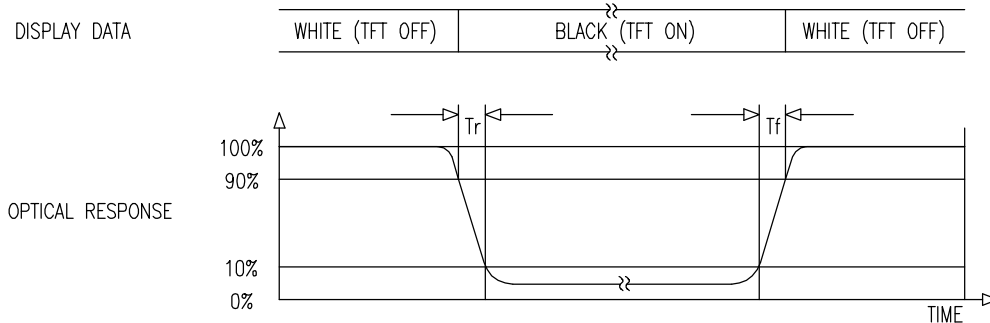 DISPLAY DATA
WHITE (TFT OFF)
BLACK (TFT ON)
WHITE (TFT OFF)
Tr
Tf
100%
90%
OPTICAL RESPONSE
10%
0%
TIME